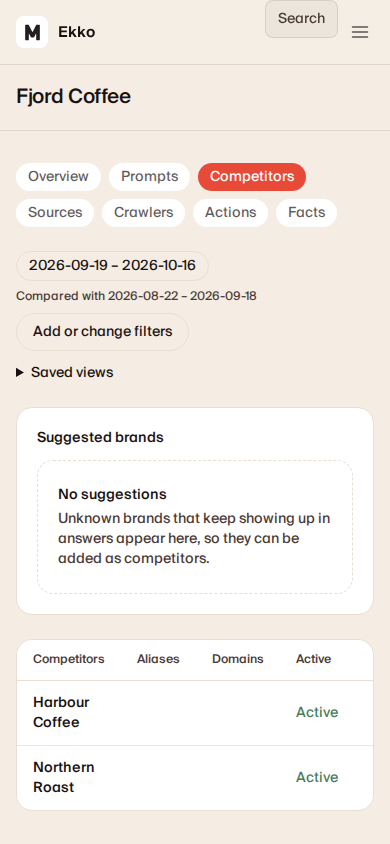 M Ekko
Search
Fjord Coffee
Overview Prompts Competitors
Sources Crawlers Actions Facts
2026-09-19 – 2026-10-16
Compared with 2026-08-22 – 2026-09-18
Add or change filters
Saved views
Suggested brands
No suggestions
Unknown brands that keep showing up in
answers appear here, so they can be
added as competitors.
Competitors Aliases Domains Active
Harbour
Coffee
Active
Northern
Roast
Active